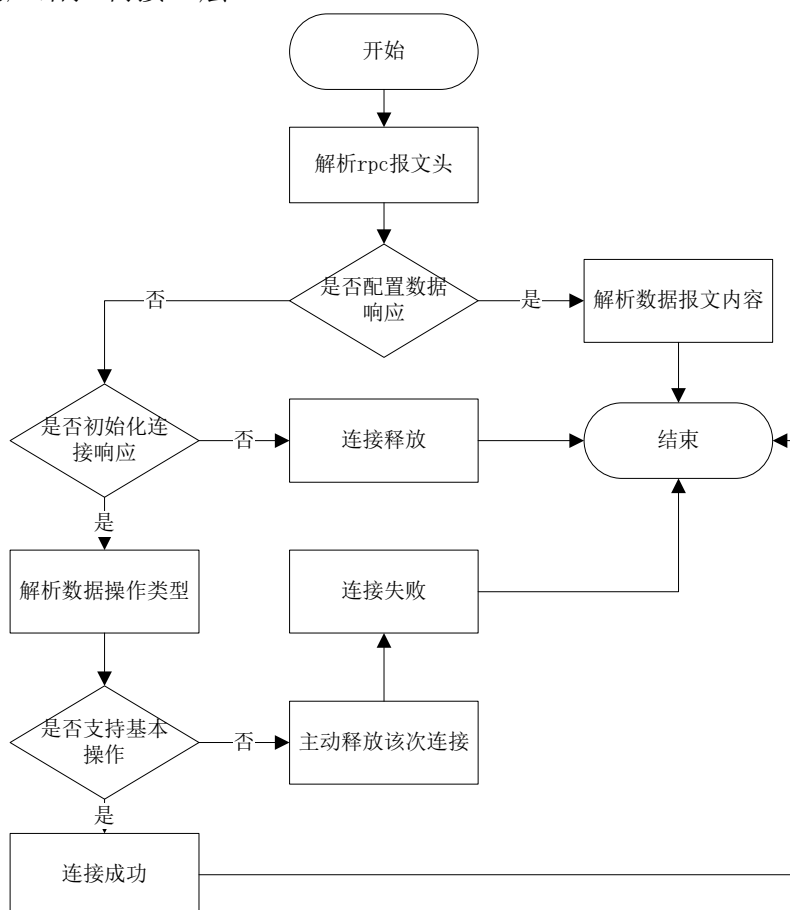 开始
解析rpc报文头
是否配置数据
响应
否
是
解析数据报文内容
是否初始化连
接响应
否
连接释放
结束
是
解析数据操作类型
连接失败
是否支持基本
操作
否
主动释放该次连接
是
连接成功